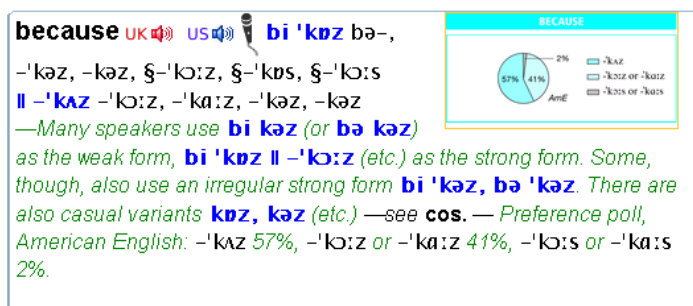 because UK US bi ˈkɒz bə–,
–ˈkəz, –kəz, §–ˈkɔːz, §–ˈkɒs, §–ˈkɔːs
‖ –ˈkʌz –ˈkɔːz, –ˈkɑːz, –ˈkəz, –kəz
—Many speakers use bi kəz (or bə kəz)
as the weak form, bi ˈkɒz ‖ –ˈkɔːz (etc.) as the strong form. Some,
though, also use an irregular strong form bi ˈkəz, bə ˈkəz. There are
also casual variants kɒz, kəz (etc.) —see cos. — Preference poll,
American English: –ˈkʌz 57%, –ˈkɔːz or –ˈkɑːz 41%, –ˈkɔːs or –ˈkɑːs
2%.
BECAUSE
2%
57% 41%
AmE
-ˈkʌz
-ˈkɔːz or -ˈkɑːz
-ˈkɔːs or -ˈkɑːs